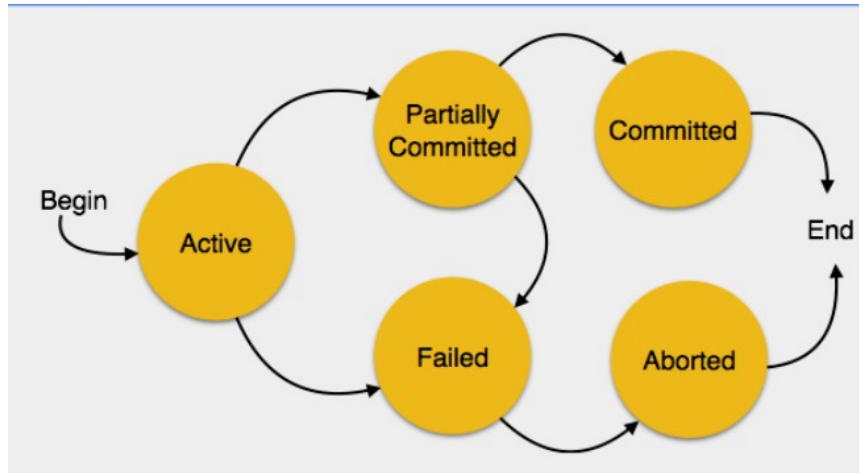 Partially
Committed
Committed
Begin
Active
End
Failed
Aborted